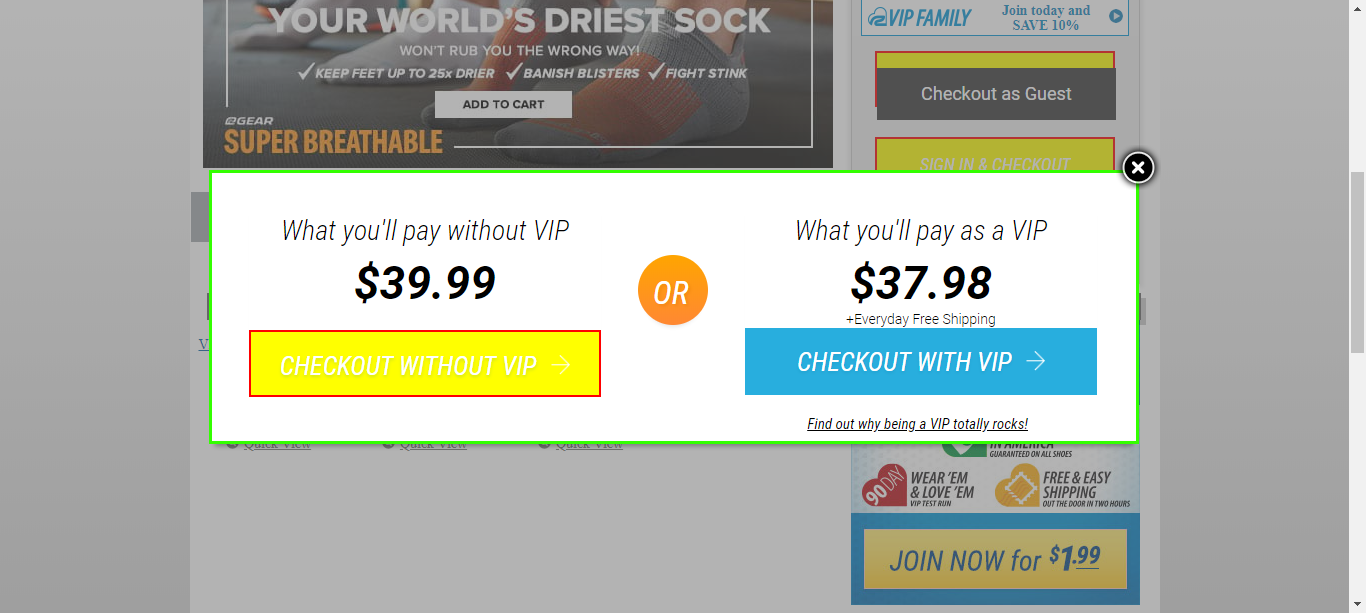 YOUR WORLD'S DRIEST SOCK
WON'T RUB YOU THE WRONG WAY!
KEEP FEET UP TO 25x DRIER BANISH BLISTERS FIGHT STINK
ADD TO CART
GEAR
SUPER BREATHABLE
VIP FAMILY
Join today and
SAVE 10%
Checkout as Guest
SIGN IN & CHECKOUT
What you'll pay without VIP
$39.99
CHECKOUT WITHOUT VIP
OR
What you'll pay as a VIP
$37.98
+Everyday Free Shipping
CHECKOUT WITH VIP
Find out why being a VIP totally rocks!
V
Quick View
Quick View
Quick View
IN AMERICA
GUARANTEED ON ALL SHOES
90 DAY
WEAR 'EM
& LOVE 'EM
VIP TEST RUN
FREE & EASY
SHIPPING
OUT THE DOOR IN TWO HOURS
JOIN NOW for $1.99